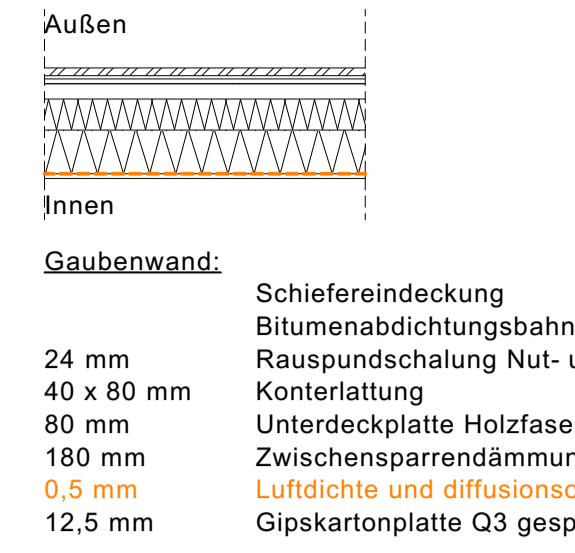 Außen
Innen
Gaubenwand:
Schiefereindeckung
Bitumenabdichtungsbahn
24 mm Rauspundschalung Nut-
40 x 80 mm Konterlattung
80 mm Unterdeckplatte Holzfase
180 mm Zwischensparrendämmun
0,5 mm Luftdichte und diffusions
12,5 mm Gipskartonplatte Q3 gesp